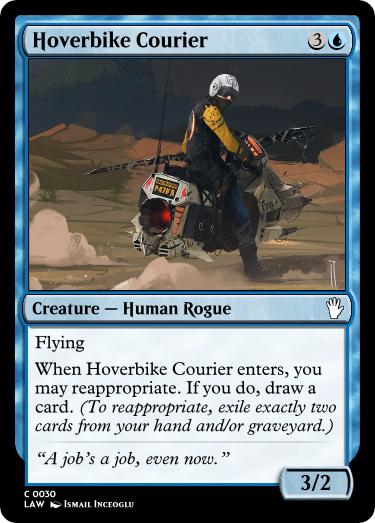 Hoverbike Courier 3
Creature — Human Rogue
Flying
When Hoverbike Courier enters, you
may reappropriate. If you do, draw a
card. (To reappropriate, exile exactly two
cards from your hand and/or graveyard.)
“A job’s a job, even now.”
3/2
C 0030
LAW Ismail Inceoglu